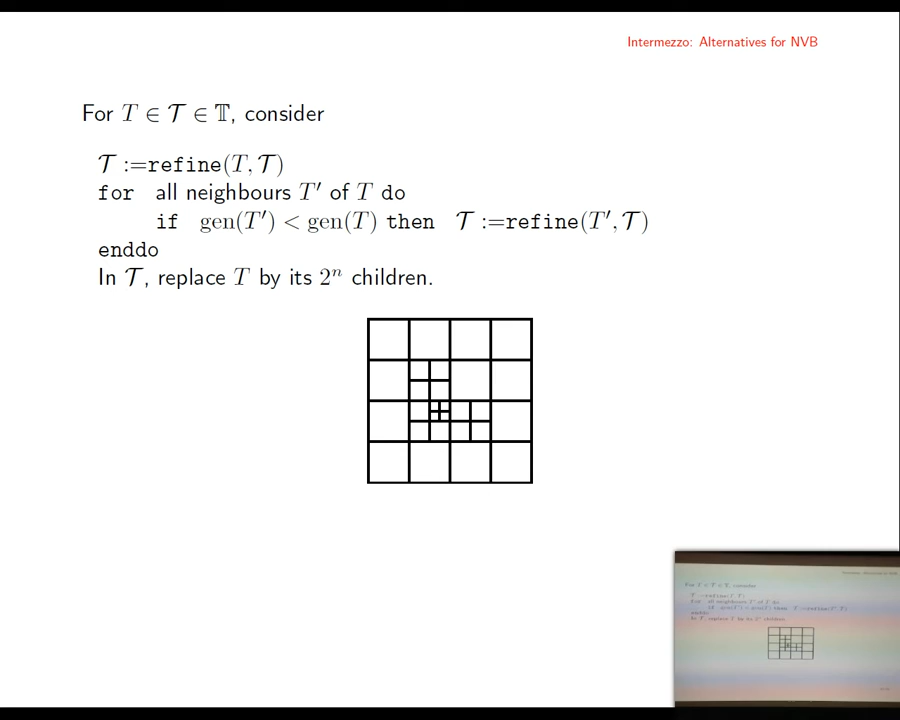 Intermezzo: Alternatives for NVB
For T ∈ 𝒯 ∈ 𝕋, consider
𝒯 :=refine(T, 𝒯)
for all neighbours T′ of T do
if gen(T′) < gen(T) then 𝒯 :=refine(T′, 𝒯)
enddo
In 𝒯, replace T by its 2ⁿ children.